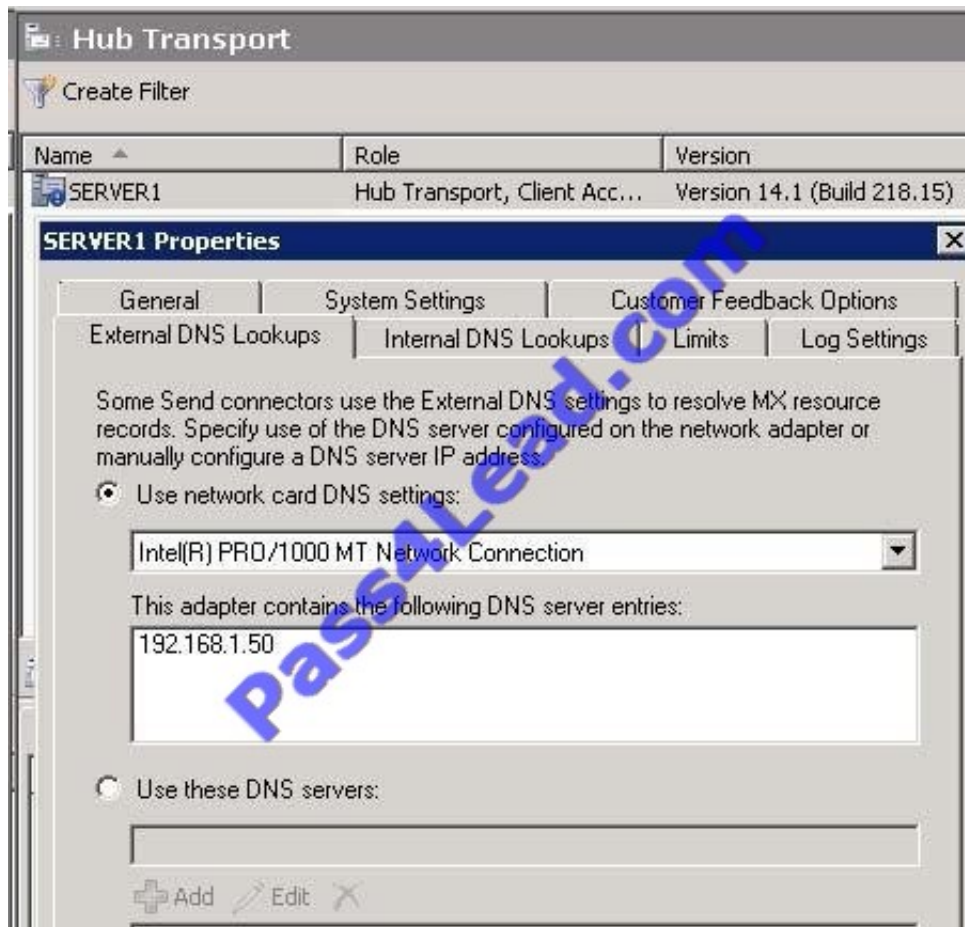 Hub Transport
Create Filter
Name Role Version
SERVER1 Hub Transport, Client Acc... Version 14.1 (Build 218.15)
SERVER1 Properties
General System Settings Customer Feedback Options
External DNS Lookups Internal DNS Lookups Limits Log Settings
Some Send connectors use the External DNS settings to resolve MX resource
records. Specify use of the DNS server configured on the network adapter or
manually configure a DNS server IP address.
Use network card DNS settings:
Intel(R) PRO/1000 MT Network Connection
This adapter contains the following DNS server entries:
192.168.1.50
Use these DNS servers:
Add Edit
Pass4Lead.com